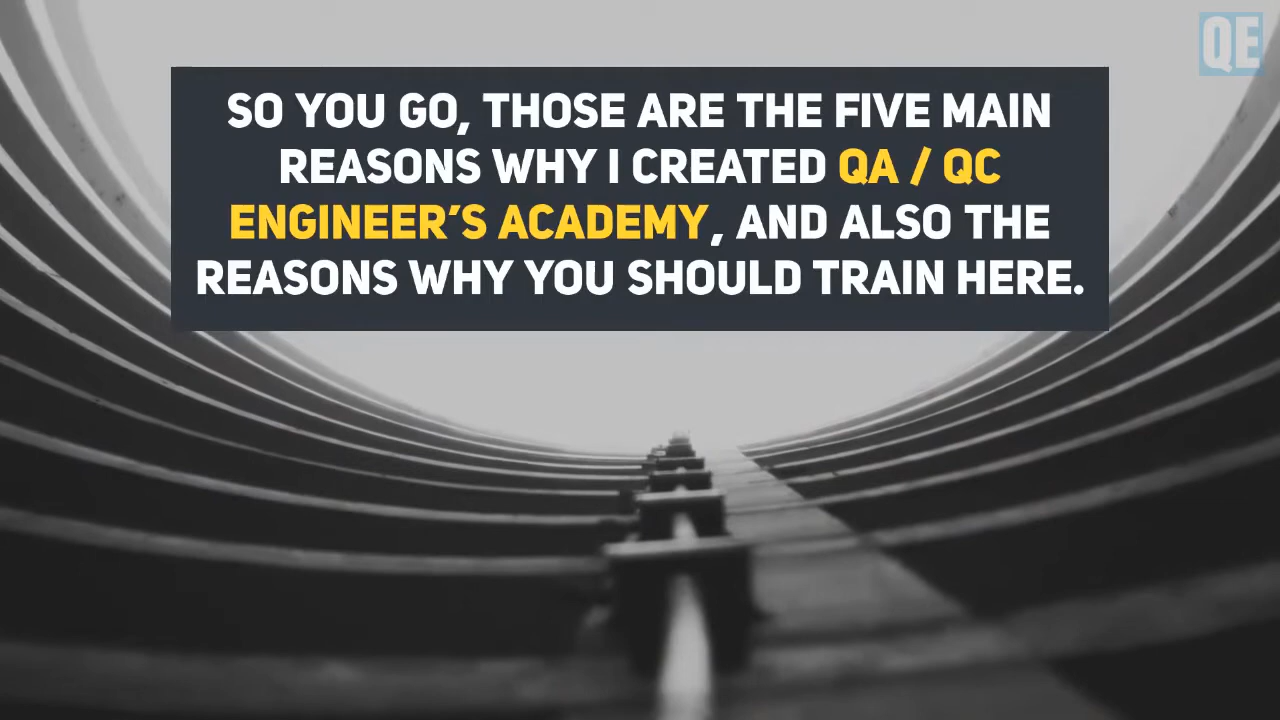 QE
SO YOU GO, THOSE ARE THE FIVE MAIN
REASONS WHY I CREATED QA / QC
ENGINEER'S ACADEMY, AND ALSO THE
REASONS WHY YOU SHOULD TRAIN HERE.